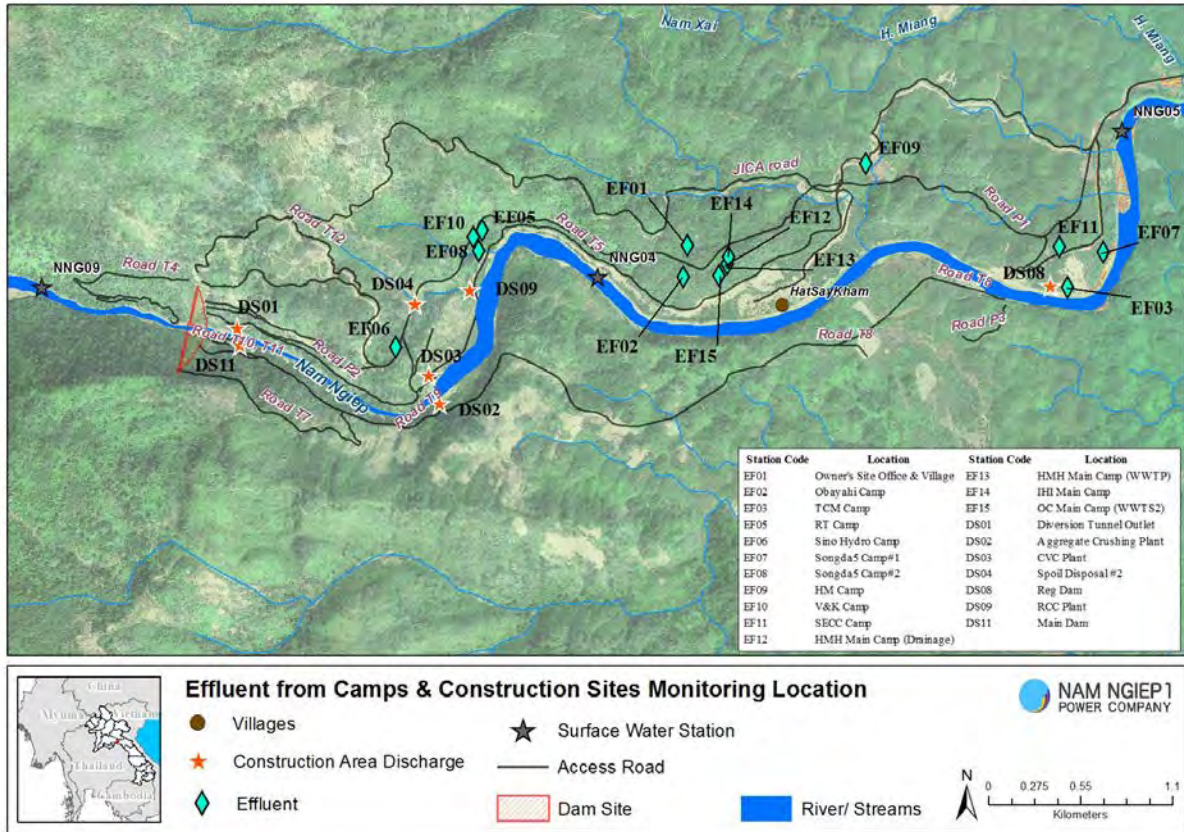 Nam Xai
H. Miang
H. Miang
NNG05
EF09
JICA road
EF01
EF14
EF12
Road T12
EF10
EF05
Road T5
Road P1
EF11
EF07
EF08
NNG04
EF13
NNG09
Road T4
DS04
DS09
DS08
Road T6
HatSayKham
EF03
DS01
EF06
EF02
EF15
Road T8
Road P3
Road T10, T11
Road P2
DS11
Nam Ngiep
DS03
DS02
Road T7
Station Code Location Station Code Location
EF01 Owner's Site Office & Village EF13 HMH Main Camp (WWTP)
EF02 Obayahi Camp EF14 IHI Main Camp
EF03 TCM Camp EF15 OC Main Camp (WWTS2)
EF05 RT Camp DS01 Diversion Tunnel Outlet
EF06 Sino Hydro Camp DS02 Aggregate Crushing Plant
EF07 Songda5 Camp#1 DS03 CVC Plant
EF08 Songda5 Camp#2 DS04 Spoil Disposal #2
EF09 HM Camp DS08 Reg Dam
EF10 V&K Camp DS09 RCC Plant
EF11 SECC Camp DS11 Main Dam
EF12 HMH Main Camp (Drainage)
Effluent from Camps & Construction Sites Monitoring Location
Villages
Surface Water Station
Construction Area Discharge
Access Road
Effluent
Dam Site
River/ Streams
China
Myuma
Vietnam
Thailand
Cambodia
NAM NGIEP1
POWER COMPANY
N
0 0.275 0.55 1.1
Kilometers